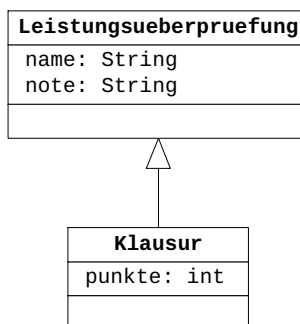 Leistungsueberpruefung
name: String
note: String
Klausur
punkte: int